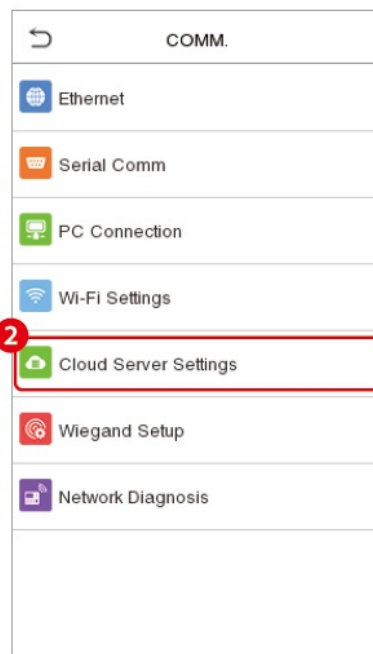 COMM.
Ethernet
Serial Comm
PC Connection
Wi-Fi Settings
2
Cloud Server Settings
Wiegand Setup
Network Diagnosis